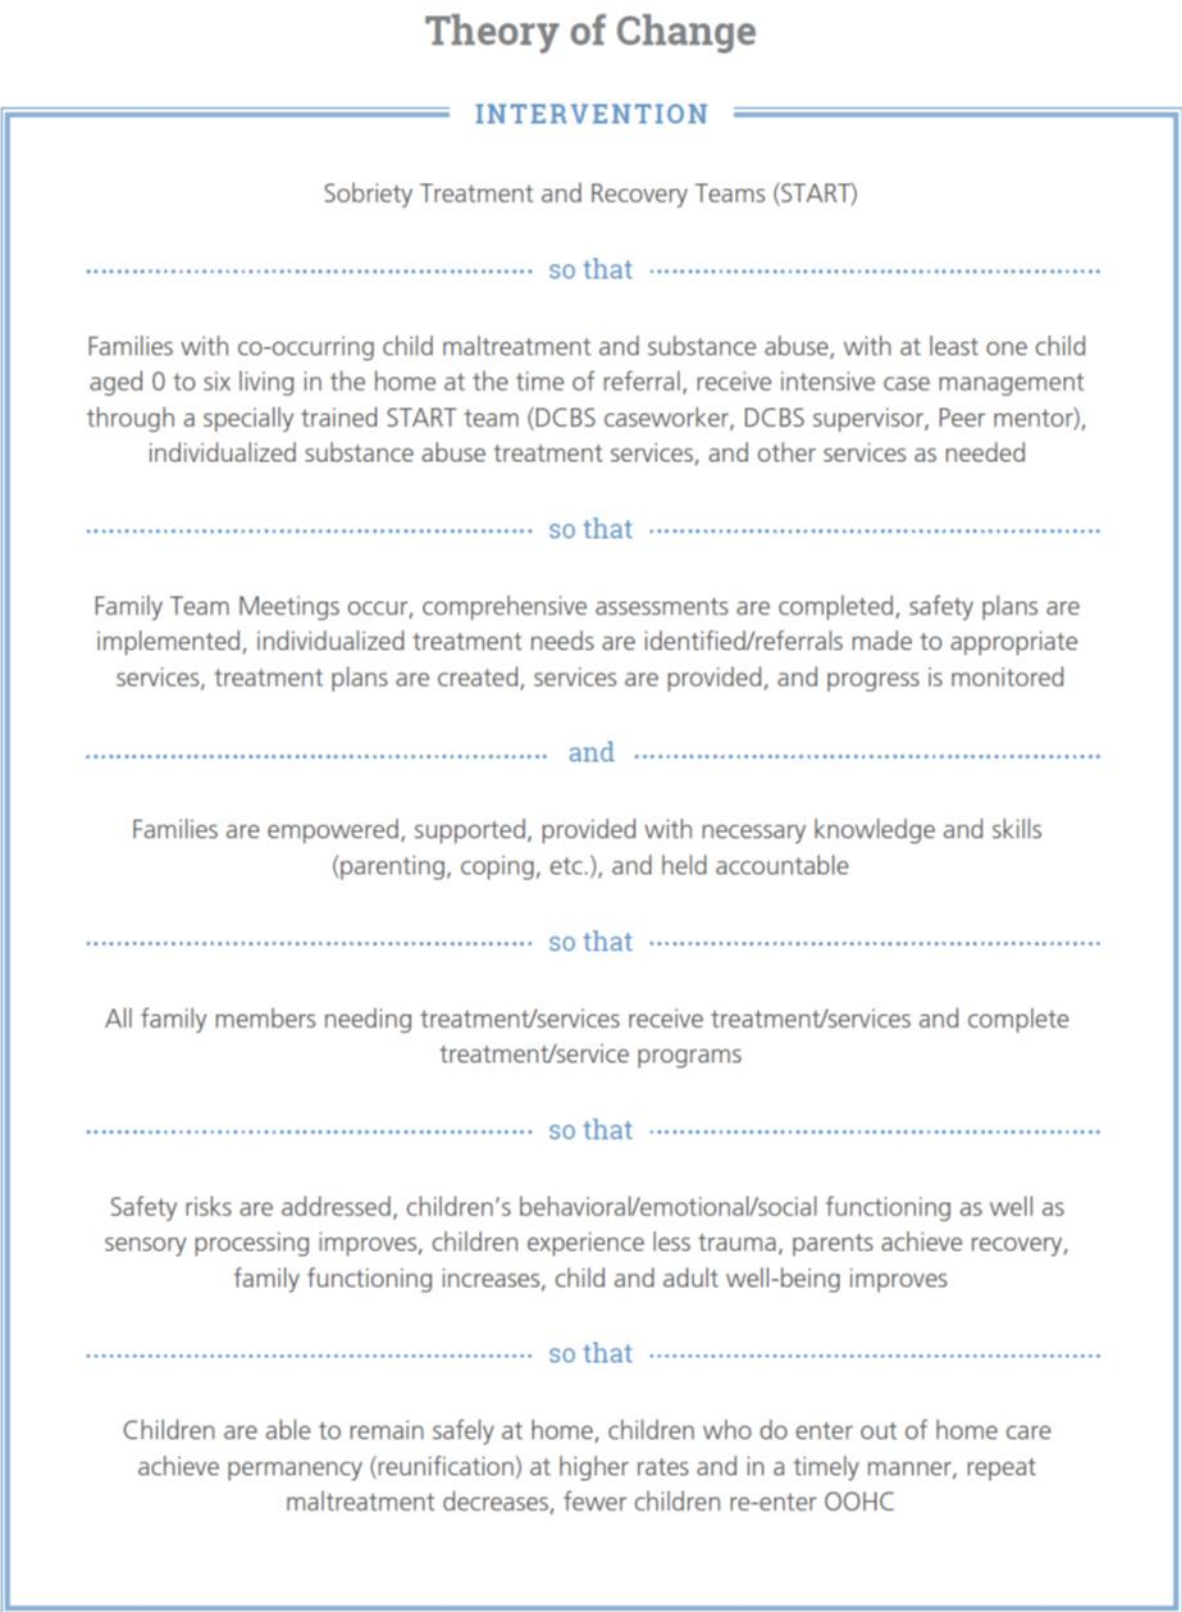 Theory of Change
INTERVENTION
Sobriety Treatment and Recovery Teams (START)
so that
Families with co-occurring child maltreatment and substance abuse, with at least one child
aged 0 to six living in the home at the time of referral, receive intensive case management
through a specially trained START team (DCBS caseworker, DCBS supervisor, Peer mentor),
individualized substance abuse treatment services, and other services as needed
so that
Family Team Meetings occur, comprehensive assessments are completed, safety plans are
implemented, individualized treatment needs are identified/referrals made to appropriate
services, treatment plans are created, services are provided, and progress is monitored
and
Families are empowered, supported, provided with necessary knowledge and skills
(parenting, coping, etc.), and held accountable
so that
All family members needing treatment/services receive treatment/services and complete
treatment/service programs
so that
Safety risks are addressed, children's behavioral/emotional/social functioning as well as
sensory processing improves, children experience less trauma, parents achieve recovery,
family functioning increases, child and adult well-being improves
so that
Children are able to remain safely at home, children who do enter out of home care
achieve permanency (reunification) at higher rates and in a timely manner, repeat
maltreatment decreases, fewer children re-enter OOHC